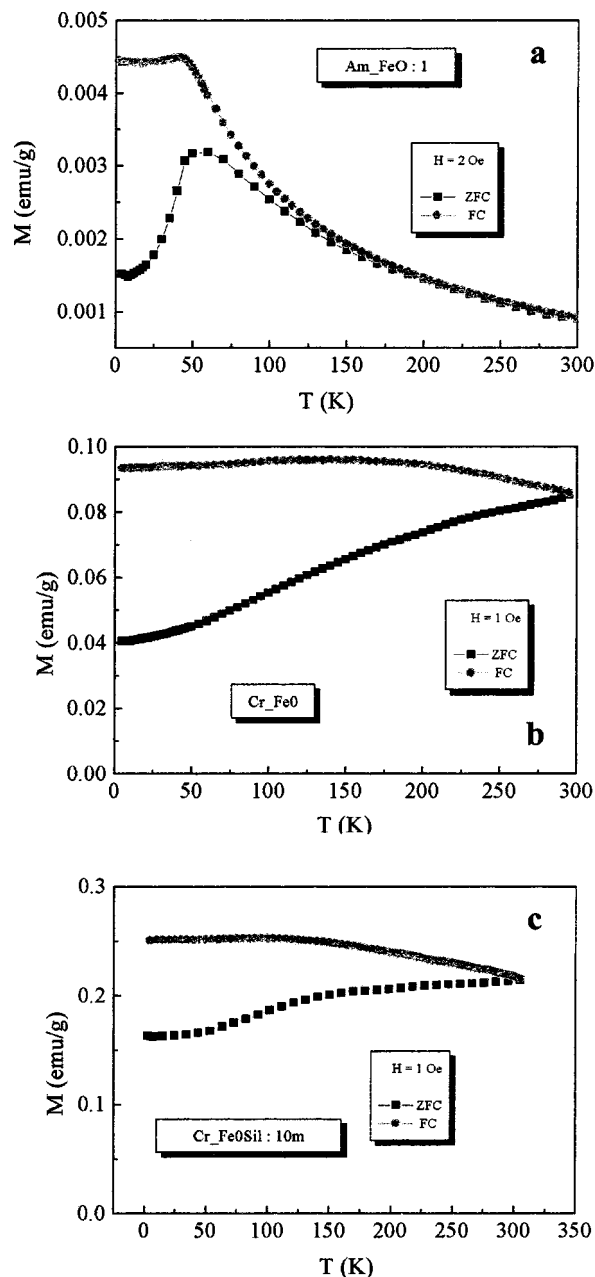 0.005
a
Am_FeO : 1
0.004
H = 2 Oe
ZFC
FC
0.003
0.002
0.001
M (emu/g)
0 50 100 150 200 250 300
T (K)
0.10
0.08
0.06
H = 1 Oe
ZFC
FC
0.04
Cr_Fe0
0.02
b
0.00
M (emu/g)
0 50 100 150 200 250 300
T (K)
0.3
c
0.2
H = 1 Oe
ZFC
FC
0.1
Cr_Fe0Sil : 10m
0.0
M (emu/g)
0 50 100 150 200 250 300 350
T (K)